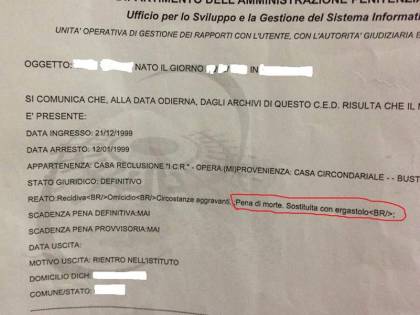 DIPARTIMENTO DELL'AMMINISTRAZIONE PENITENZ
Ufficio per lo Sviluppo e la Gestione del Sistema Informat
UNITA' OPERATIVA DI GESTIONE DEI RAPPORTI CON L'UTENTE, CON L'AUTORITA' GIUDIZIARIA E
OGGETTO: NATO IL GIORNO IN
SI COMUNICA CHE, ALLA DATA ODIERNA, DAGLI ARCHIVI DI QUESTO C.E.D. RISULTA CHE IL
E' PRESENTE:
DATA INGRESSO: 21/12/1999
DATA ARRESTO: 12/01/1999
APPARTENENZA: CASA RECLUSIONE "I.C.R." - OPERA (MI)PROVENIENZA: CASA CIRCONDARIALE - - BUST
STATO GIURIDICO: DEFINITIVO
REATO:Recidiva<BR/>Omicidio<BR/>Circostanze aggravanti. Pena di morte. Sostituita con ergastolo<BR/>;
SCADENZA PENA DEFINITIVA:MAI
SCADENZA PENA PROVVISORIA:MAI
DATA USCITA:
MOTIVO USCITA: RIENTRO NELL'ISTITUTO
DOMICILIO DICH.
COMUNE/STATO: